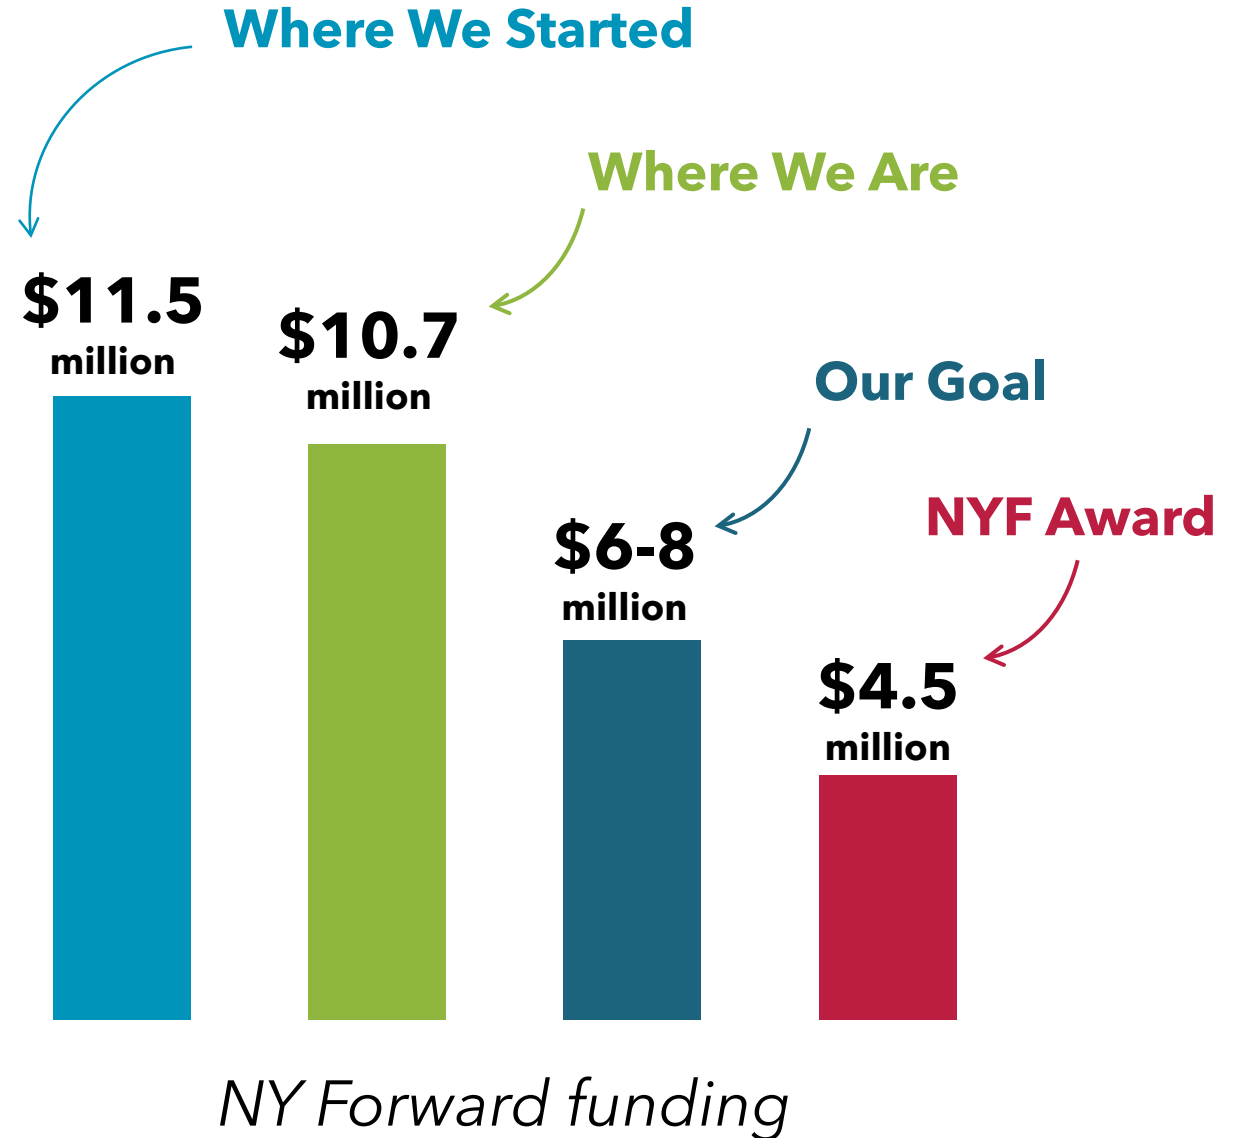 Where We Started
Where We Are
$11.5
million
$10.7
million
Our Goal
NYF Award
$6-8
million
$4.5
million
NY Forward funding